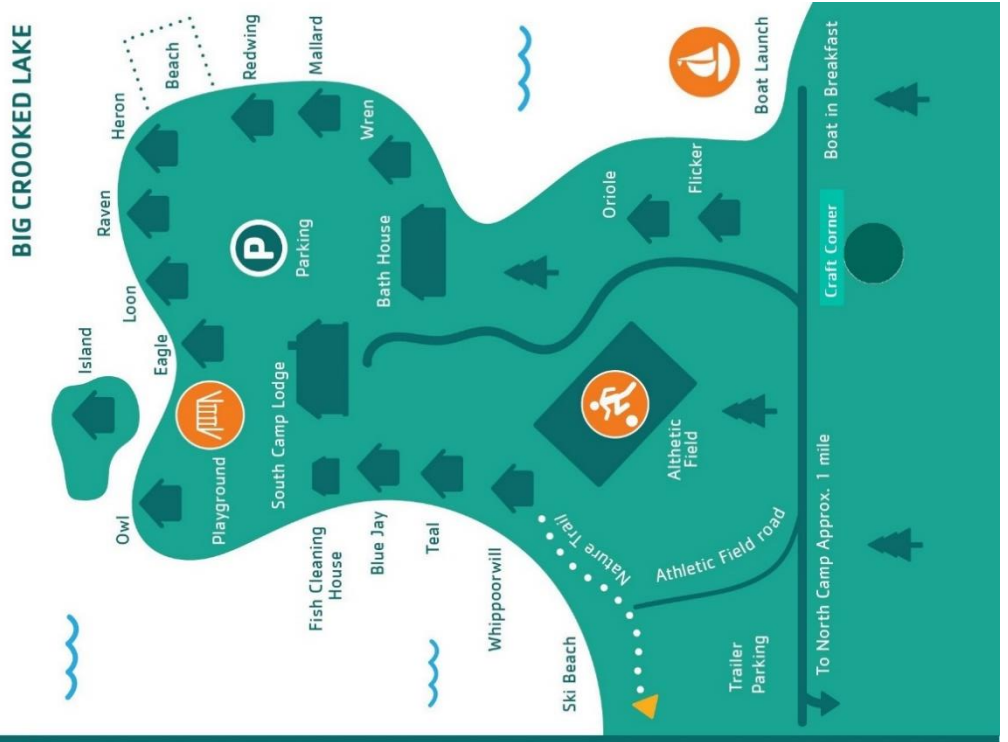 BIG CROOKED LAKE
Island
Raven
Heron
Owl
Loon
Eagle
Beach
Playground
Redwing
P
South Camp Lodge
Parking
Mallard
Fish Cleaning
House
Wren
Blue Jay
Bath House
Teal
Whippoorwill
Ski Beach
Nature Trail
Oriole
Althetic
Field
Flicker
Athletic Field road
Trailer
Parking
Boat Launch
To North Camp Approx. 1 mile
Craft Corner
Boat in Breakfast